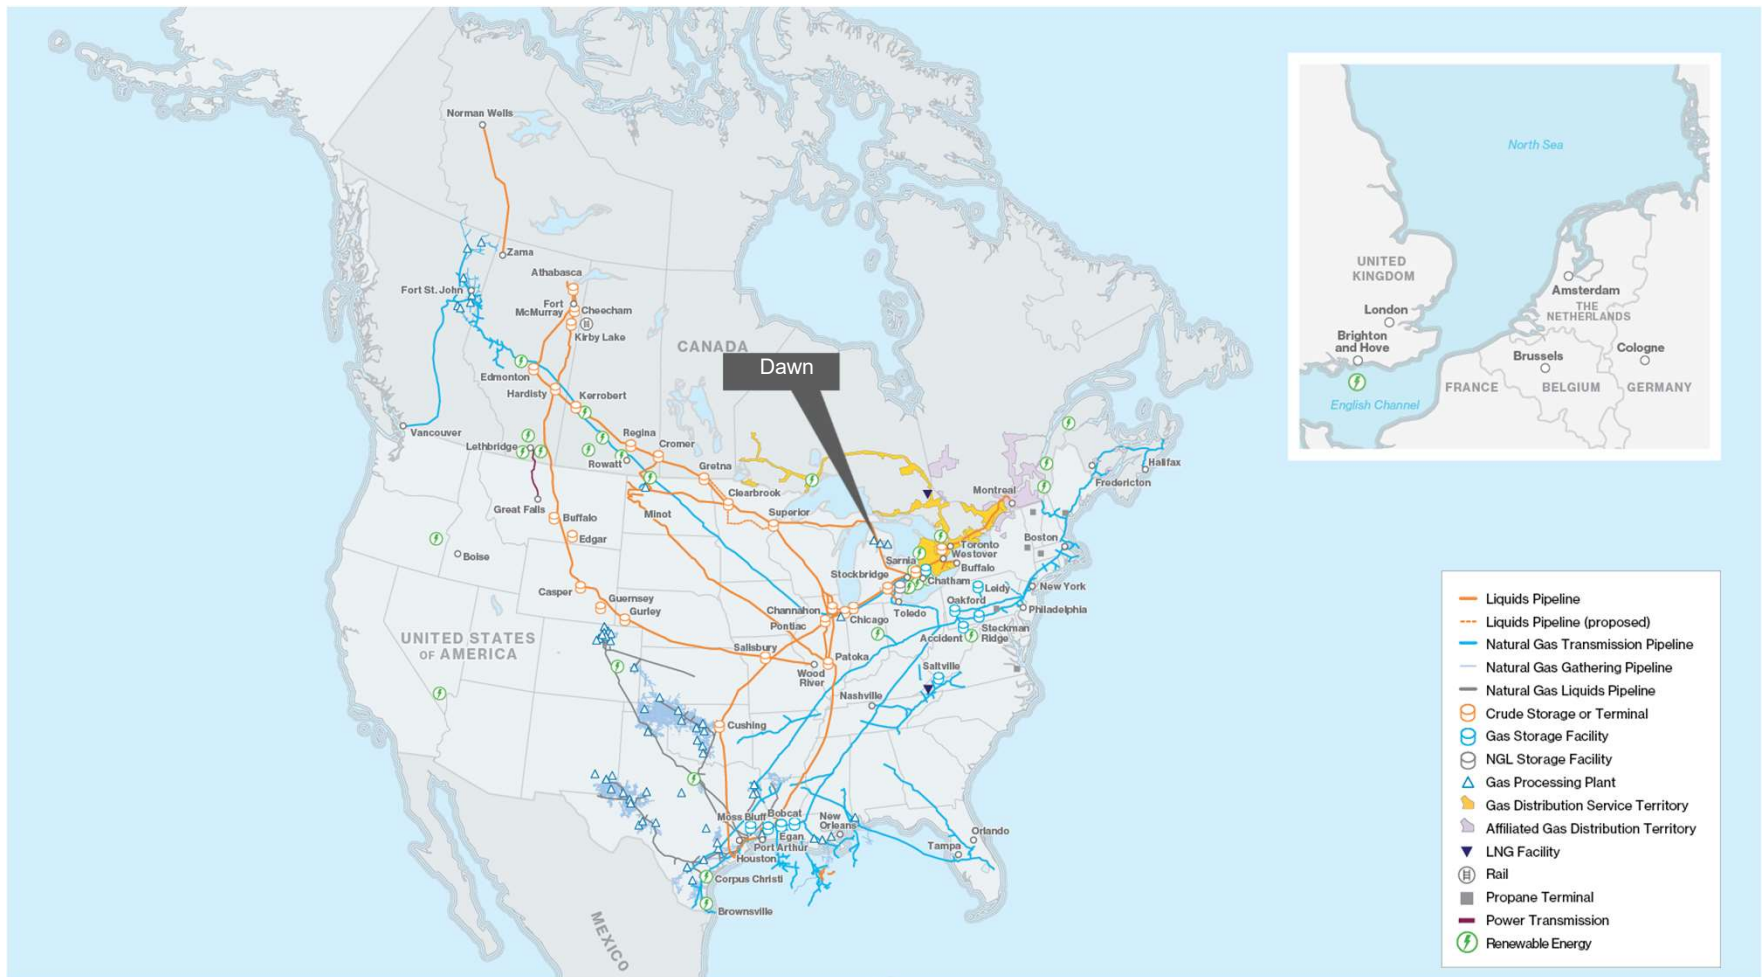 Norman Wells
Zama
Athabasca
Fort St. John
Fort
McMurray
Cheecham
Kirby Lake
CANADA
Dawn
Edmonton
Hardisty
Kerrobert
Vancouver
Lethbridge
Regina
Cromer
Rowatt
Gretna
Halifax
Fredericton
Montreal
Great Falls
Clearbrook
Minot
Superior
Buffalo
Edgar
Boise
Boston
Toronto
Westover
Buffalo
Sarnia
Stockbridge
Chatham
Casper
Guernsey
Gurley
Channahon
Pontiac
Chicago
Toledo
Leidy
Oakford
New York
Philadelphia
Accident
Steckman
Ridge
UNITED STATES
OF AMERICA
Salisbury
Patoka
Wood
River
Saltville
Nashville
Cushing
Moss Bluff
Bobcat
Egan
New
Orleans
Port Arthur
Houston
Orlando
Tampa
Corpus Christi
Brownsville
MEXICO
North Sea
UNITED
KINGDOM
Amsterdam
THE
NETHERLANDS
London
Brighton
and Hove
Brussels
Cologne
FRANCE
BELGIUM
GERMANY
English Channel
Liquids Pipeline
Liquids Pipeline (proposed)
Natural Gas Transmission Pipeline
Natural Gas Gathering Pipeline
Natural Gas Liquids Pipeline
Crude Storage or Terminal
Gas Storage Facility
NGL Storage Facility
Gas Processing Plant
Gas Distribution Service Territory
Affiliated Gas Distribution Territory
LNG Facility
Rail
Propane Terminal
Power Transmission
Renewable Energy